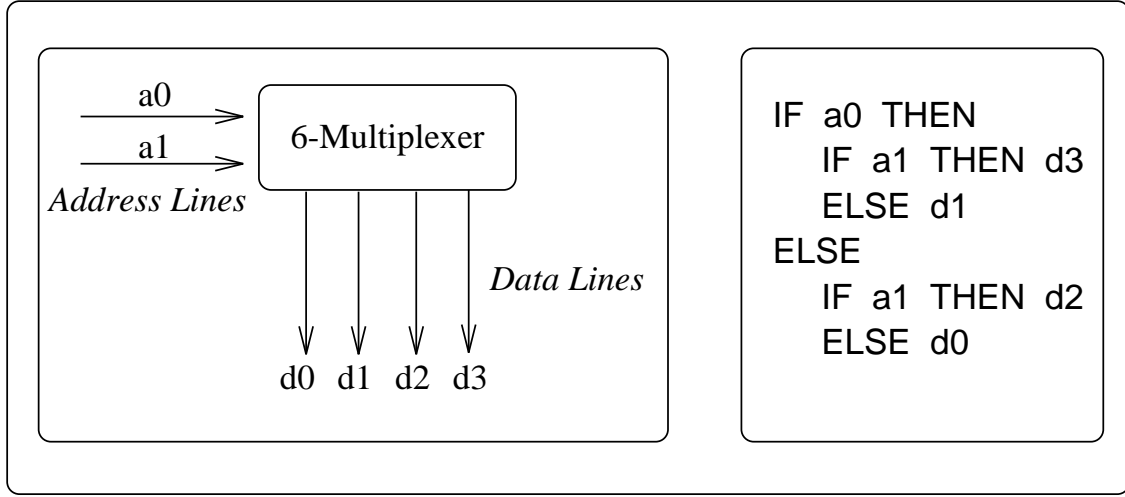 a0
a1
Address Lines
6-Multiplexer
Data Lines
d0 d1 d2 d3
IF a0 THEN
IF a1 THEN d3
ELSE d1
ELSE
IF a1 THEN d2
ELSE d0